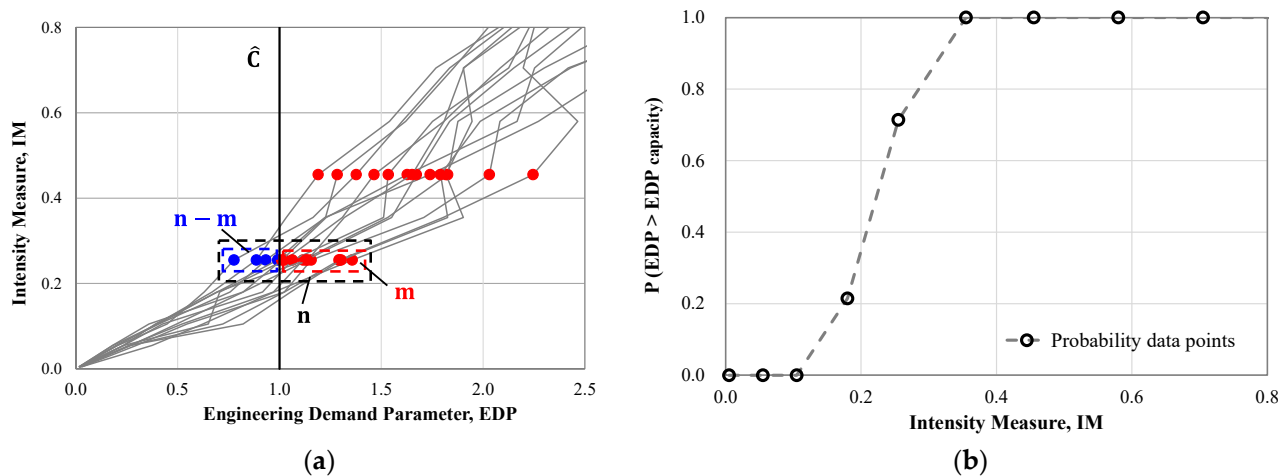 0.8
0.6
0.4
0.2
0.0
Intensity Measure, IM
Ĉ
n − m
n
m
0.0 0.5 1.0 1.5 2.0 2.5
Engineering Demand Parameter, EDP
(a)
1.0
0.8
0.6
0.4
0.2
0.0
P (EDP > EDP capacity)
Probability data points
0.0 0.2 0.4 0.6 0.8
Intensity Measure, IM
(b)